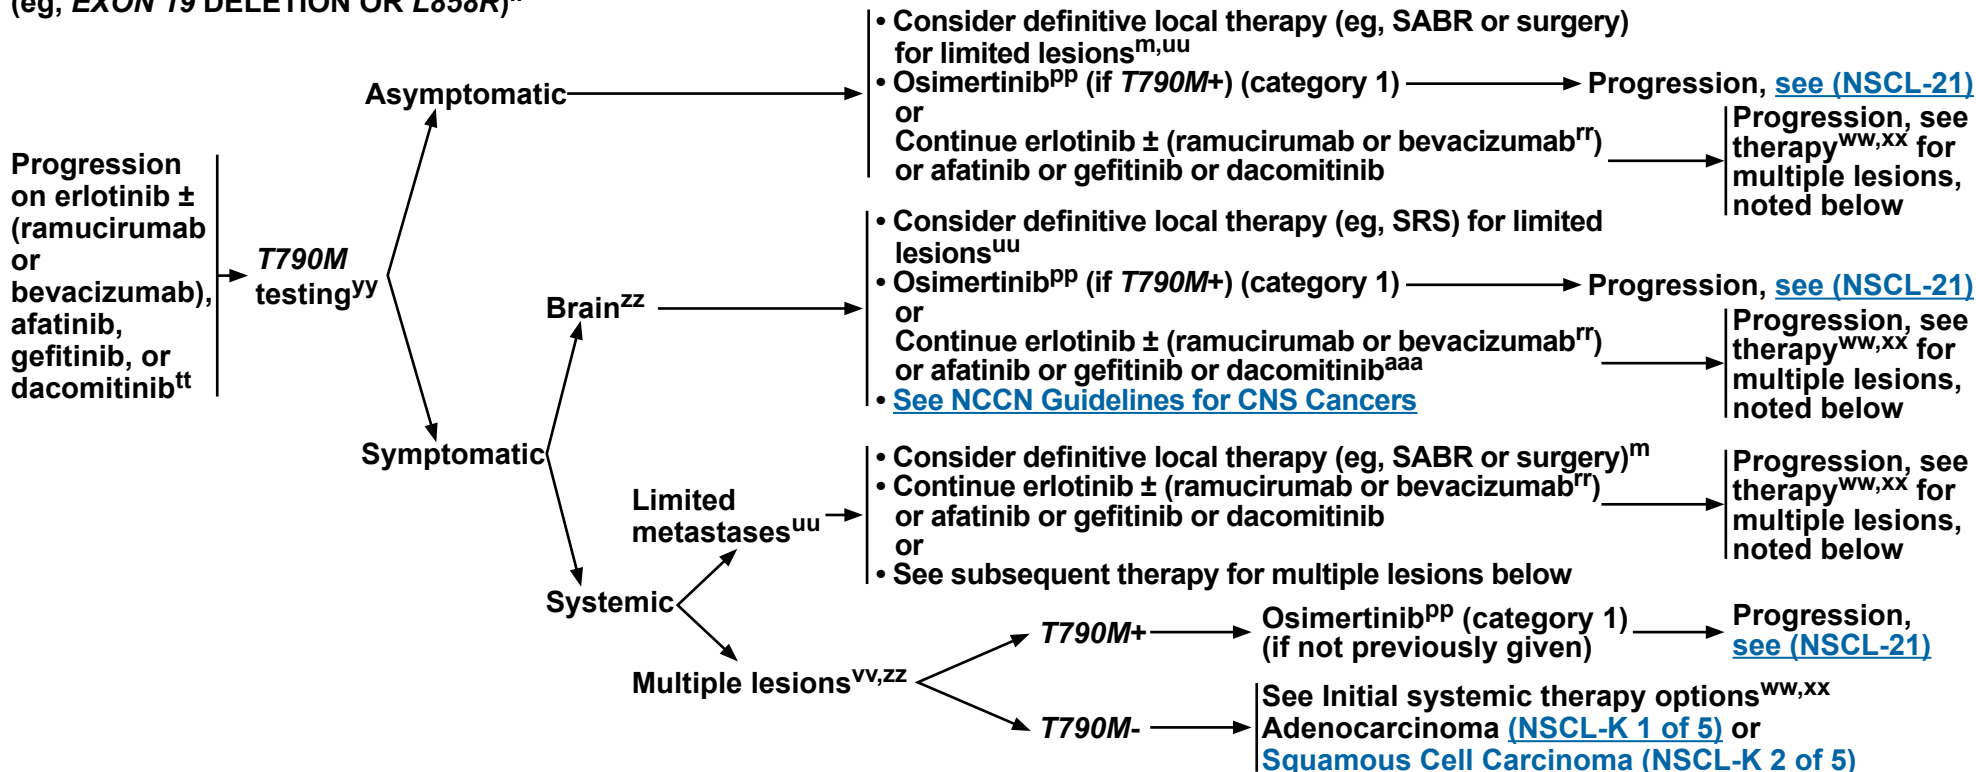 (eg, EXON 19 DELETION OR L858R)
Progression
on erlotinib ±
(ramucirumab
or
bevacizumab),
afatinib,
gefitinib, or
dacomitinibtt
T790M
testingyy
Asymptomatic
• Consider definitive local therapy (eg, SABR or surgery)
for limited lesionsm,uu
• Osimertinibpp (if T790M+) (category 1)
or
Continue erlotinib ± (ramucirumab or bevacizumabrr)
or afatinib or gefitinib or dacomitinib
Progression, see (NSCL-21)
Progression, see
therapyww,xx for
multiple lesions,
noted below
Symptomatic
Brainzz
• Consider definitive local therapy (eg, SRS) for limited
lesionsuu
• Osimertinibpp (if T790M+) (category 1)
or
Continue erlotinib ± (ramucirumab or bevacizumabrr)
or afatinib or gefitinib or dacomitinibaaa
• See NCCN Guidelines for CNS Cancers
Progression, see (NSCL-21)
Progression, see
therapyww,xx for
multiple lesions,
noted below
Systemic
Limited
metastasesuu
• Consider definitive local therapy (eg, SABR or surgery)m
• Continue erlotinib ± (ramucirumab or bevacizumabrr)
or afatinib or gefitinib or dacomitinib
or
• See subsequent therapy for multiple lesions below
Progression, see
therapyww,xx for
multiple lesions,
noted below
Multiple lesionsvv,zz
T790M+
Osimertinibpp (category 1)
(if not previously given)
Progression,
see (NSCL-21)
T790M-
See Initial systemic therapy optionsww,xx
Adenocarcinoma (NSCL-K 1 of 5) or
Squamous Cell Carcinoma (NSCL-K 2 of 5)